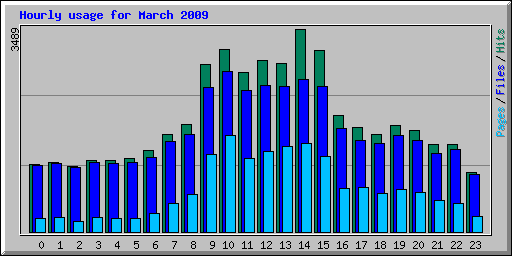 Hourly usage for March 2009
3489
Pages / Files / Hits
0 1 2 3 4 5 6 7 8 9 10 11 12 13 14 15 16 17 18 19 20 21 22 23